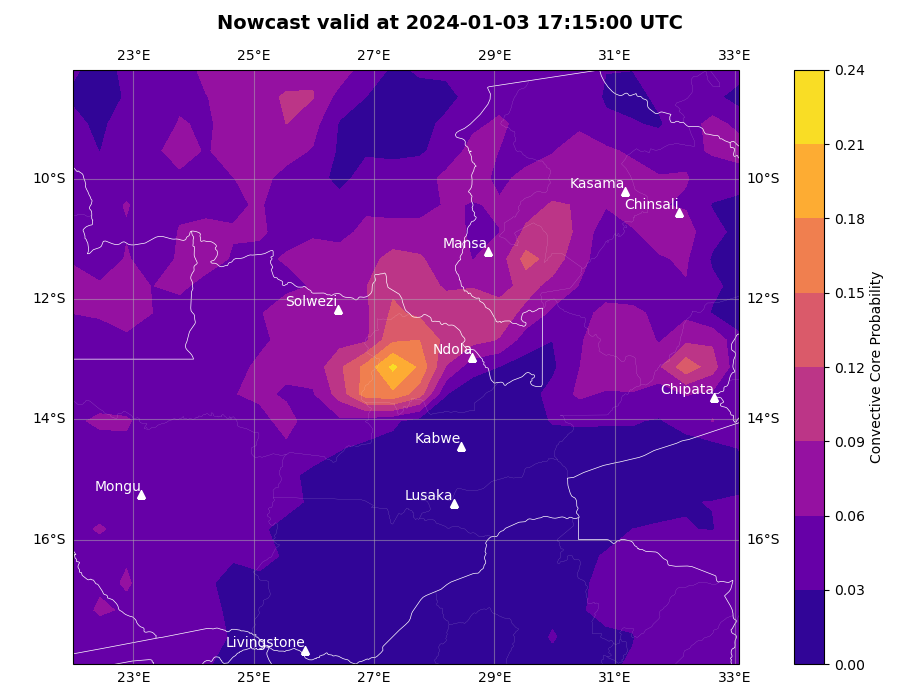 Nowcast valid at 2024-01-03 17:15:00 UTC
23°E 25°E 27°E 29°E 31°E 33°E
0.24
0.21
10°S 10°S
Kasama
Chinsali
0.18
Mansa
12°S 12°S
Solwezi
0.15
Ndola
0.12
Chipata
14°S 14°S
Kabwe
0.09
Mongu
Lusaka
0.06
16°S 16°S
0.03
Livingstone
0.00
23°E 25°E 27°E 29°E 31°E 33°E
Convective Core Probability